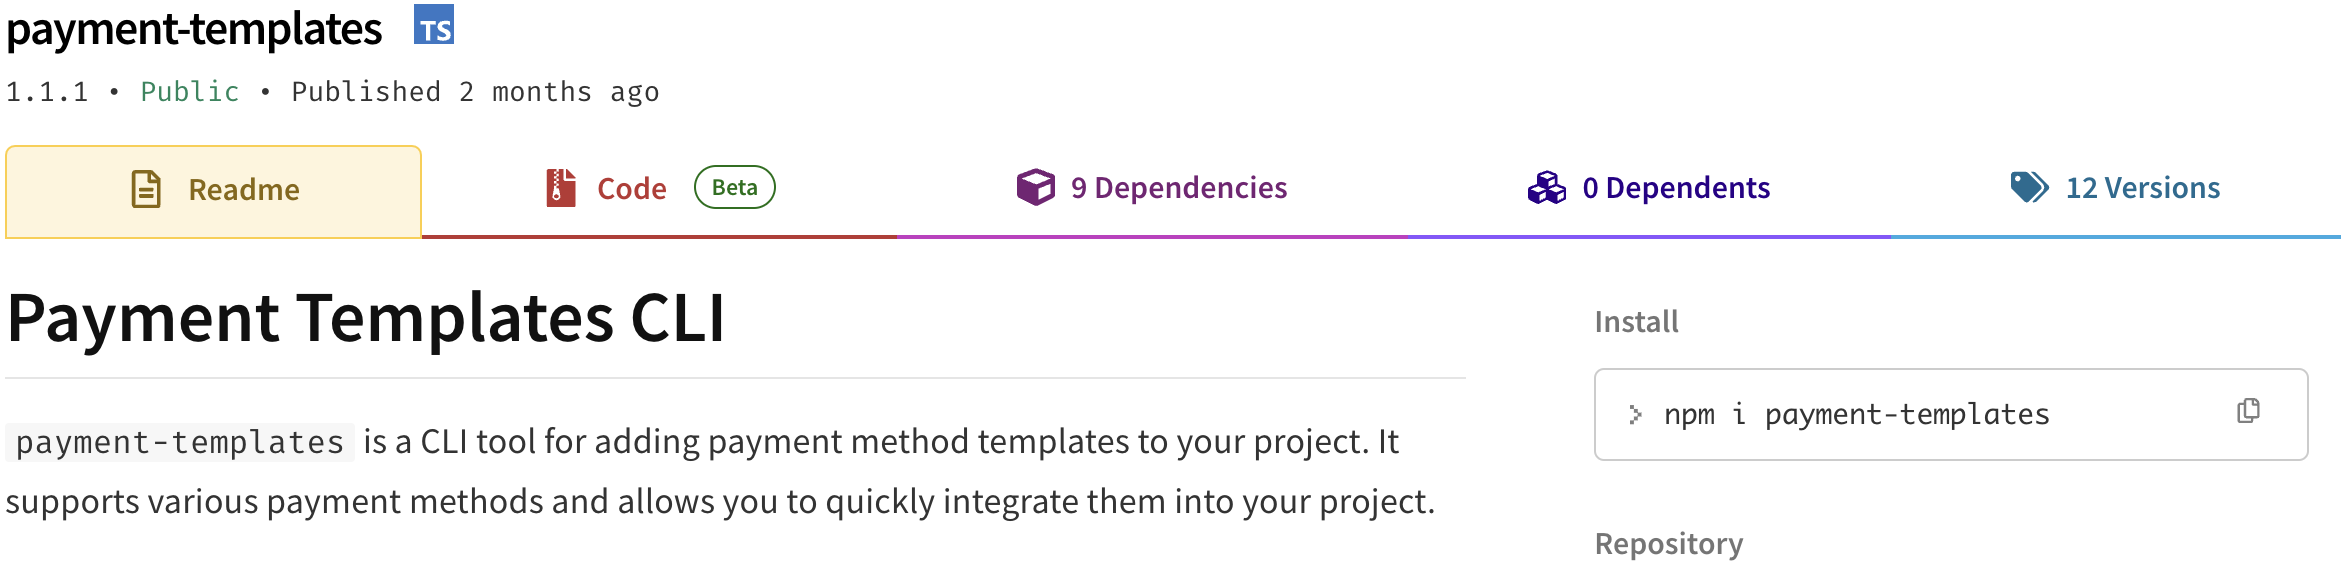 payment-templates TS
1.1.1 • Public • Published 2 months ago
Readme
Code Beta
9 Dependencies
0 Dependents
12 Versions
Payment Templates CLI
payment-templates is a CLI tool for adding payment method templates to your project. It
supports various payment methods and allows you to quickly integrate them into your project.
Install
npm i payment-templates
Repository